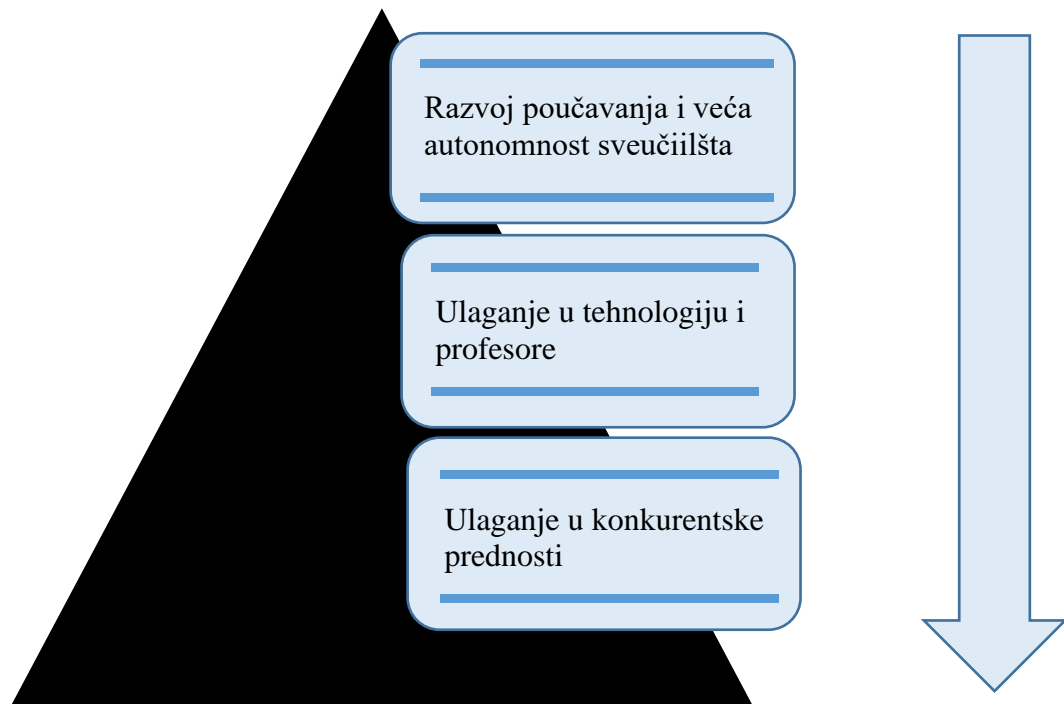 Razvoj poučavanja i veća
autonomnost sveučiilšta
Ulaganje u tehnologiju i
profesore
Ulaganje u konkurentske
prednosti